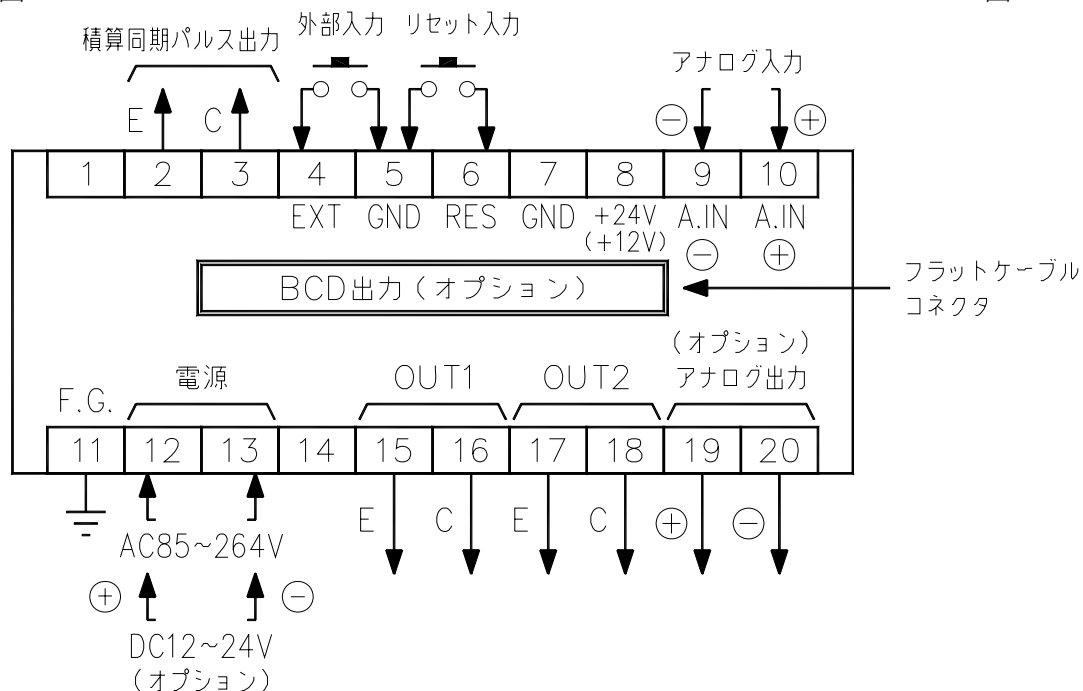 外部入力 リセット入力
積算同期パルス出力
アナログ入力
E C ⊖ ⊕
1 2 3 4 5 6 7 8 9 10
EXT GND RES GND +24V A.IN A.IN
(+12V) ⊖ ⊕
BCD出力(オプション)
フラットケーブル
コネクタ
(オプション)
電源 OUT1 OUT2 アナログ出力
F.G.
11 12 13 14 15 16 17 18 19 20
E C E C ⊕ ⊖
AC85~264V
⊕ ⊖
DC12~24V
(オプション)